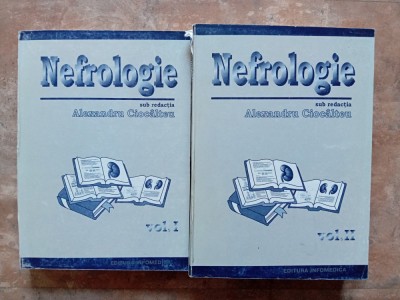 Nefrologie
sub redacția
Alexandru Ciocâlteu
vol. I
EDITURA INFOMEDICA
Nefrologie
sub redacția
Alexandru Ciocâlteu
vol. II
EDITURA INFOMEDICA